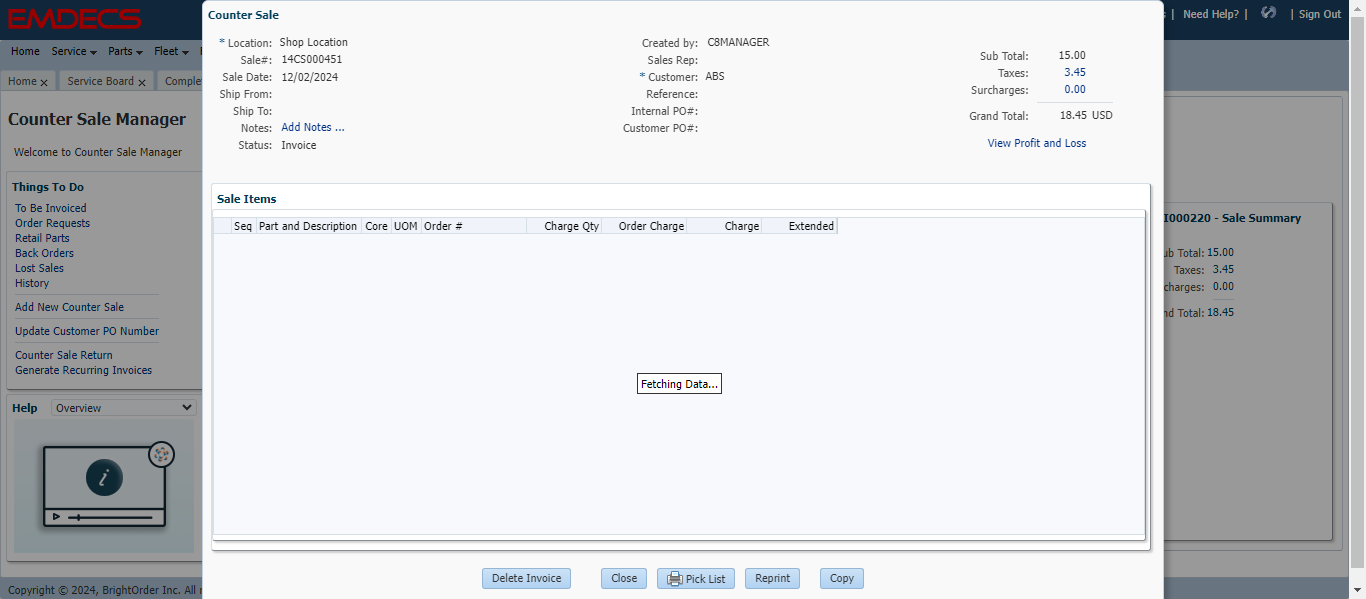 EMDECS
Need Help? | | Sign Out
Home Service Parts Fleet
Home x Service Board x
Counter Sale Manager
Welcome to Counter Sale Manager
Things To Do
To Be Invoiced
Order Requests
Retail Parts
Back Orders
Lost Sales
History
Add New Counter Sale
Update Customer PO Number
Counter Sale Return
Generate Recurring Invoices
Help Overview
i
Copyright © 2024, BrightOrder Inc. All
Counter Sale
* Location: Shop Location
Sale#: 14CS000451
Sale Date: 12/02/2024
Ship From:
Ship To:
Notes: Add Notes ...
Status: Invoice
Created by: C8MANAGER
Sales Rep:
* Customer: ABS
Reference:
Internal PO#:
Customer PO#:
Sub Total: 15.00
Taxes: 3.45
Surcharges: 0.00
Grand Total: 18.45 USD
View Profit and Loss
Sale Items
Seq Part and Description Core UOM Order # Charge Qty Order Charge Charge Extended
Fetching Data...
Delete Invoice Close Pick List Reprint Copy
I000220 - Sale Summary
ub Total: 15.00
Taxes: 3.45
charges: 0.00
nd Total: 18.45